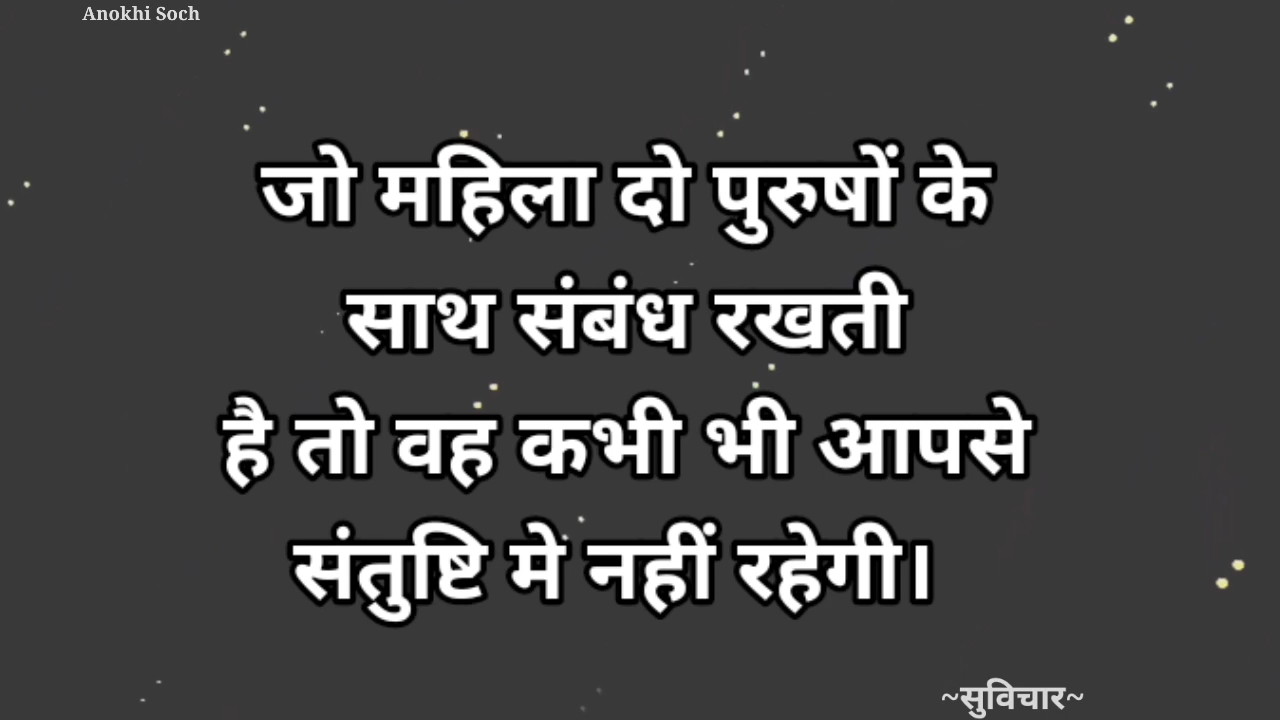 Anokhi Soch
जो महिला दो पुरुषों के
साथ संबंध रखती
है तो वह कभी भी आपसे
संतुष्टि मे नहीं रहेगी।
~सुविचार~